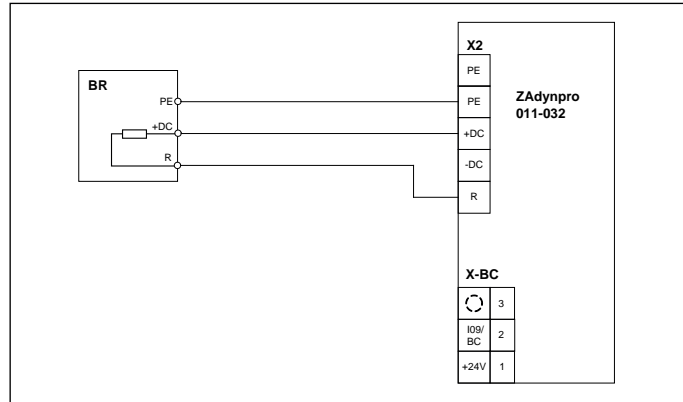 X2
PE
BR
ZAdynpro
011-032
PE
PE
+DC
+DC
R
-DC
R
X-BC
3
I09/
BC
2
+24V
1